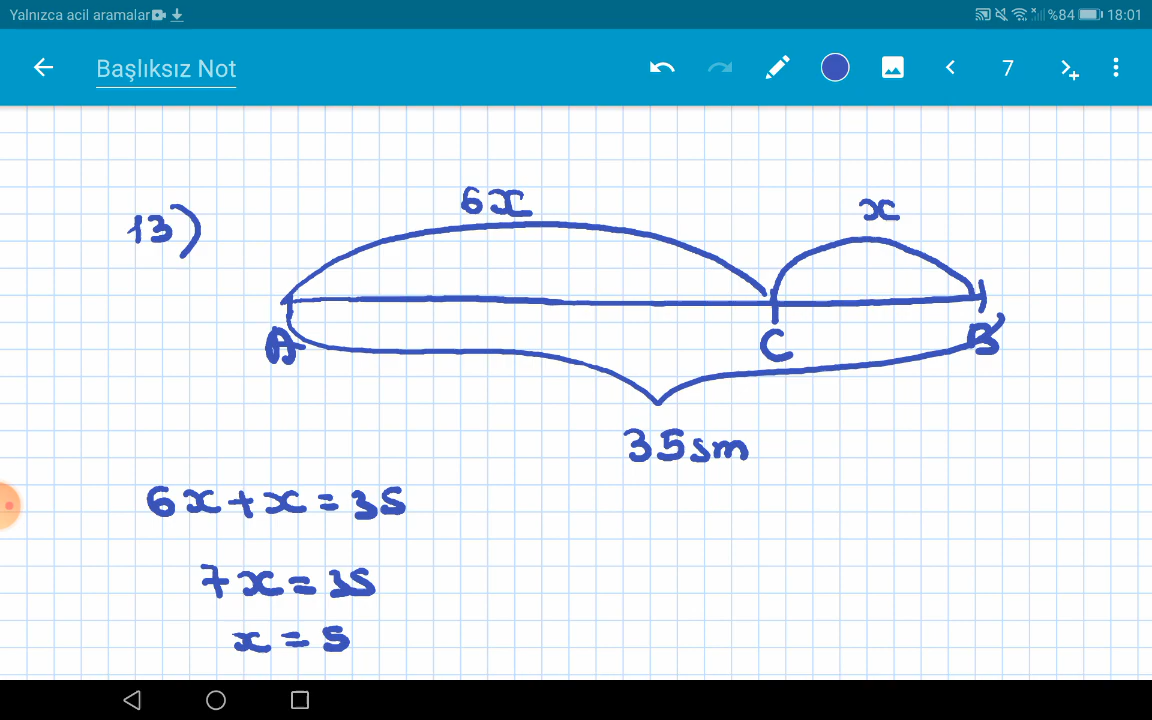 Yalnızca acil aramalar %84 18:01
Başlıksız Not 7
13)
6x x
A C B
35sm
6x+x=35
7x=35
x=5